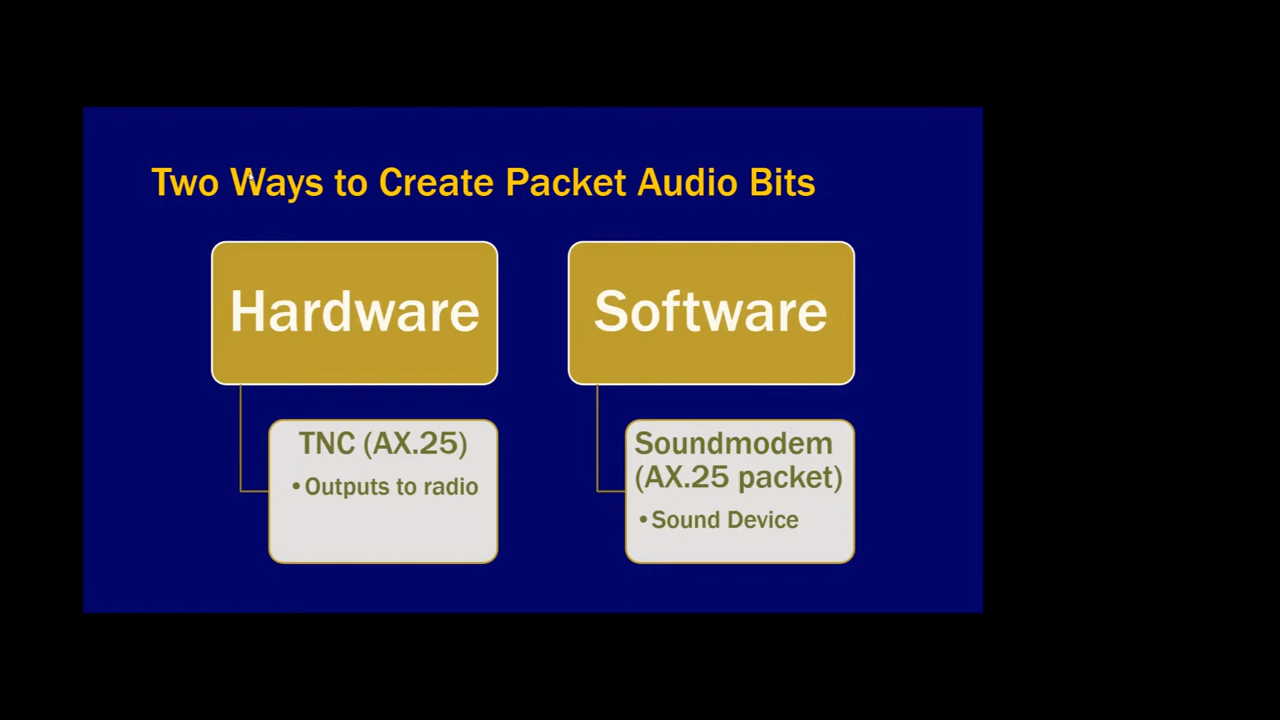 Two Ways to Create Packet Audio Bits
Hardware
TNC (AX.25)
•Outputs to radio
Software
Soundmodem
(AX.25 packet)
•Sound Device